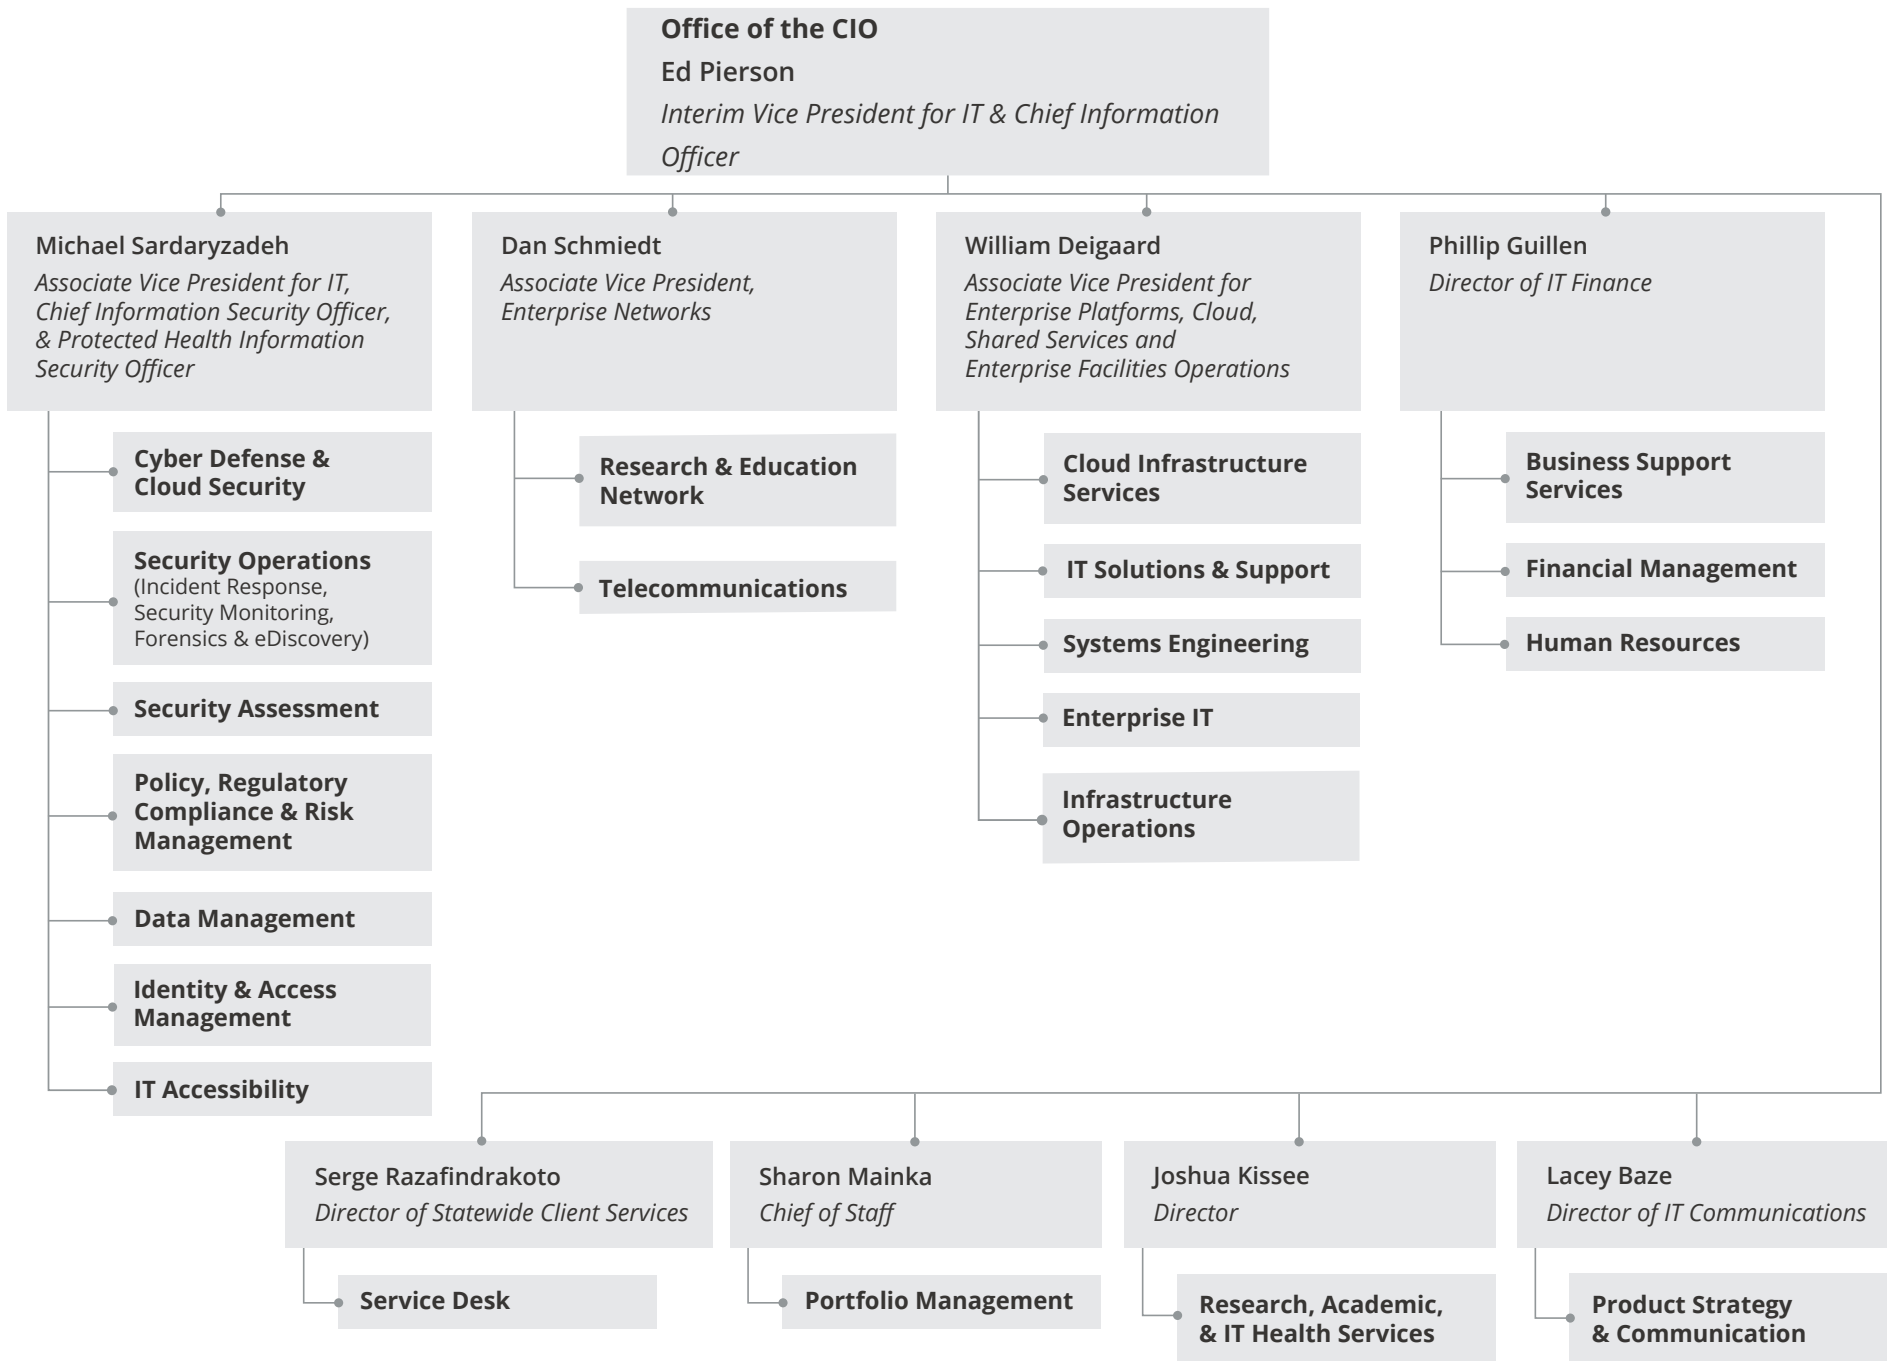 Office of the CIO
Ed Pierson
Interim Vice President for IT & Chief Information
Officer
Michael Sardaryzadeh
Associate Vice President for IT,
Chief Information Security Officer,
& Protected Health Information
Security Officer
Cyber Defense &
Cloud Security
Security Operations
(Incident Response,
Security Monitoring,
Forensics & eDiscovery)
Security Assessment
Policy, Regulatory
Compliance & Risk
Management
Data Management
Identity & Access
Management
IT Accessibility
Dan Schmiedt
Associate Vice President,
Enterprise Networks
Research & Education
Network
Telecommunications
William Deigaard
Associate Vice President for
Enterprise Platforms, Cloud,
Shared Services and
Enterprise Facilities Operations
Cloud Infrastructure
Services
IT Solutions & Support
Systems Engineering
Enterprise IT
Infrastructure
Operations
Phillip Guillen
Director of IT Finance
Business Support
Services
Financial Management
Human Resources
Serge Razafindrakoto
Director of Statewide Client Services
Service Desk
Sharon Mainka
Chief of Staff
Portfolio Management
Joshua Kissee
Director
Research, Academic,
& IT Health Services
Lacey Baze
Director of IT Communications
Product Strategy
& Communication